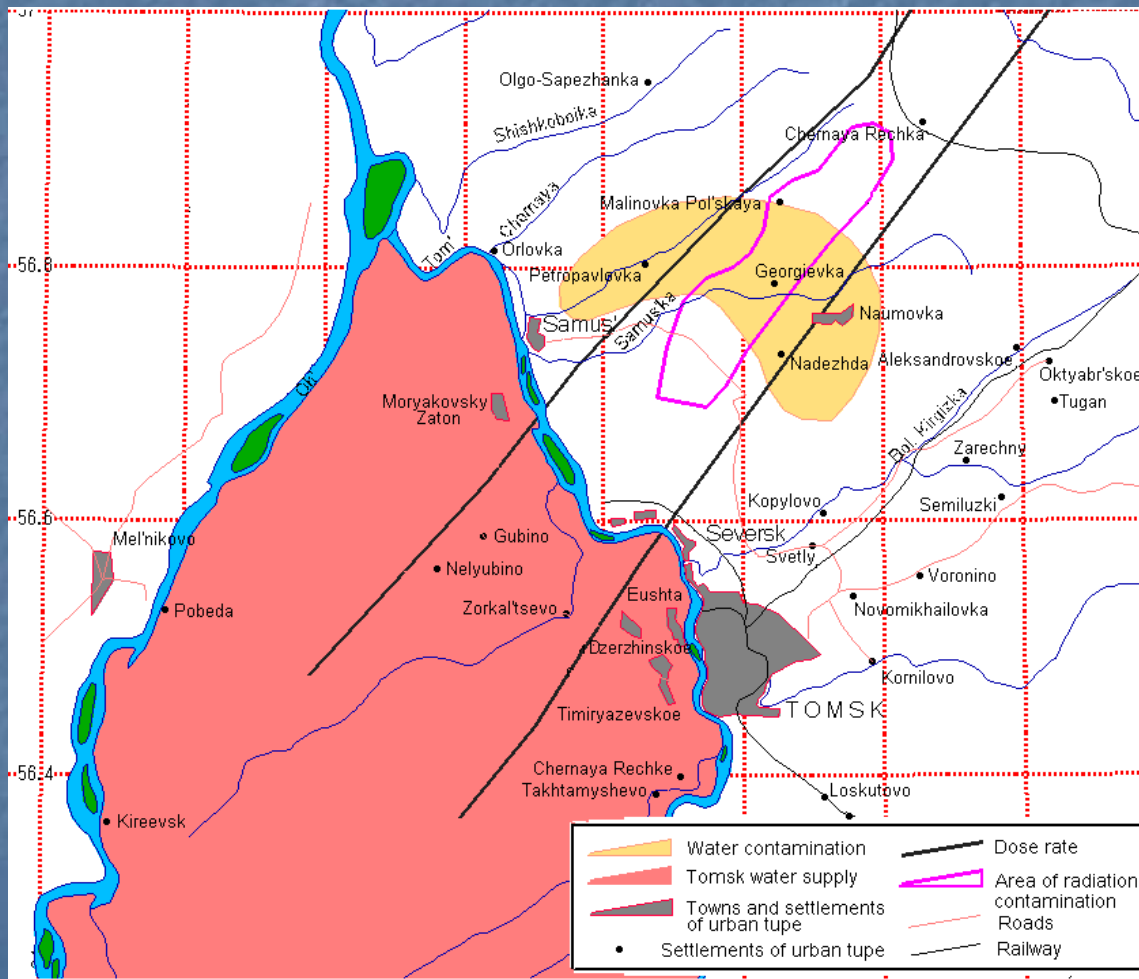 Olgo-Sapezhanka
Shishkoboika
Chernaya Rechka
Malinovka Pol'skaya
Chornaya
Tom'
Orlovka
56.8
Petropavlovka
Georgievka
Samus'
Samus'ka
Naumovka
Nadezhda
Aleksandrovskoe
Oktyabr'skoe
Ob'
Moryakovsky
Zaton
Tugan
Bol. Kirgizka
Zarechny
Kopylovo
Semiluzki
56.6
Mel'nikovo
Gubino
Seversk
Svetly
Nelyubino
Voronino
Pobeda
Zorkal'tsevo
Eushta
Novomikhailovka
Dzerzhinskoe
Kornilovo
Timiryazevskoe
TOMSK
56.4
Chernaya Rechke
Takhtamyshevo
Loskutovo
Kireevsk
Water contamination
Tomsk water supply
Towns and settlements
of urban tupe
Settlements of urban tupe
Dose rate
Area of radiation
contamination
Roads
Railway